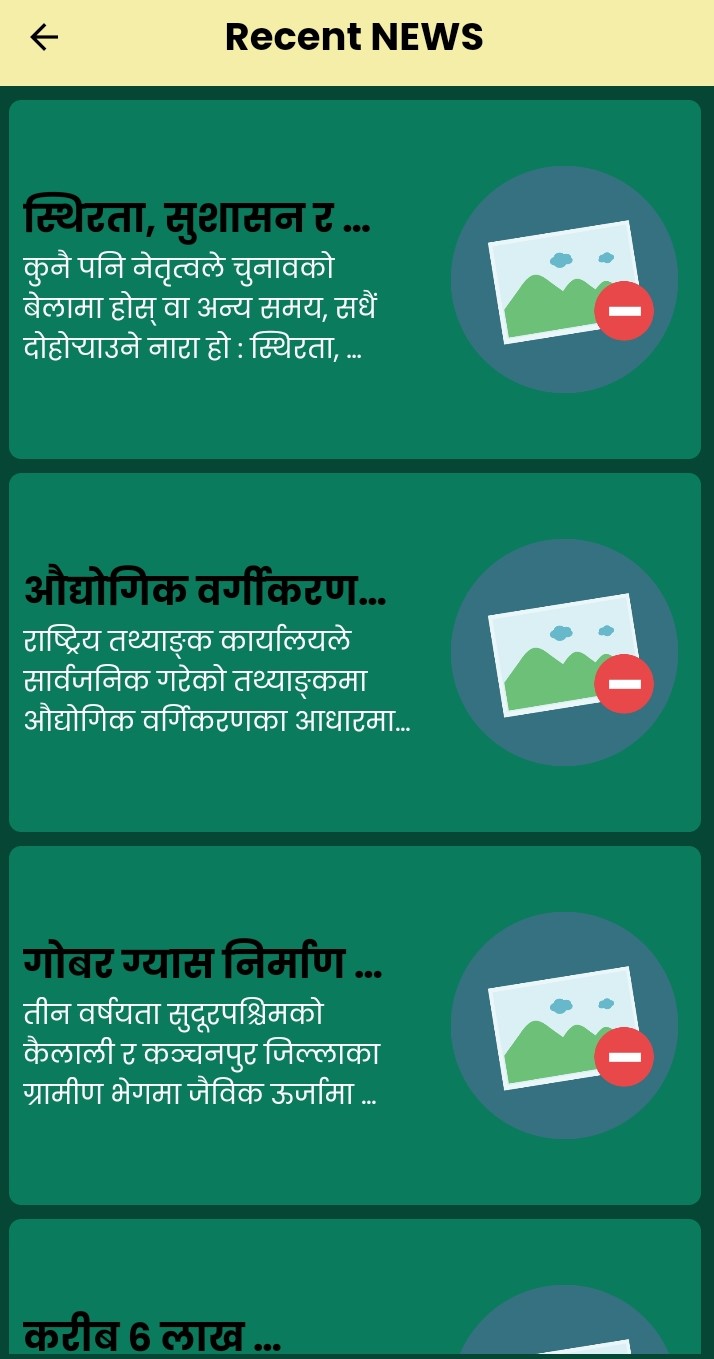 Recent NEWS
स्थिरता, सुशासन र ...
कुनै पनि नेतृत्वले चुनावको
बेलामा होस् वा अन्य समय, सधैं
दोहोर्‍याउने नारा हो : स्थिरता, ...
औद्योगिक वर्गीकरण...
राष्ट्रिय तथ्याङ्क कार्यालयले
सार्वजनिक गरेको तथ्याङ्कमा
औद्योगिक वर्गिकरणका आधारमा...
गोबर ग्यास निर्माण ...
तीन वर्षयता सुदूरपश्चिमको
कैलाली र कञ्चनपुर जिल्लाका
ग्रामीण भेगमा जैविक ऊर्जामा ...
करीब 6 लाख ...